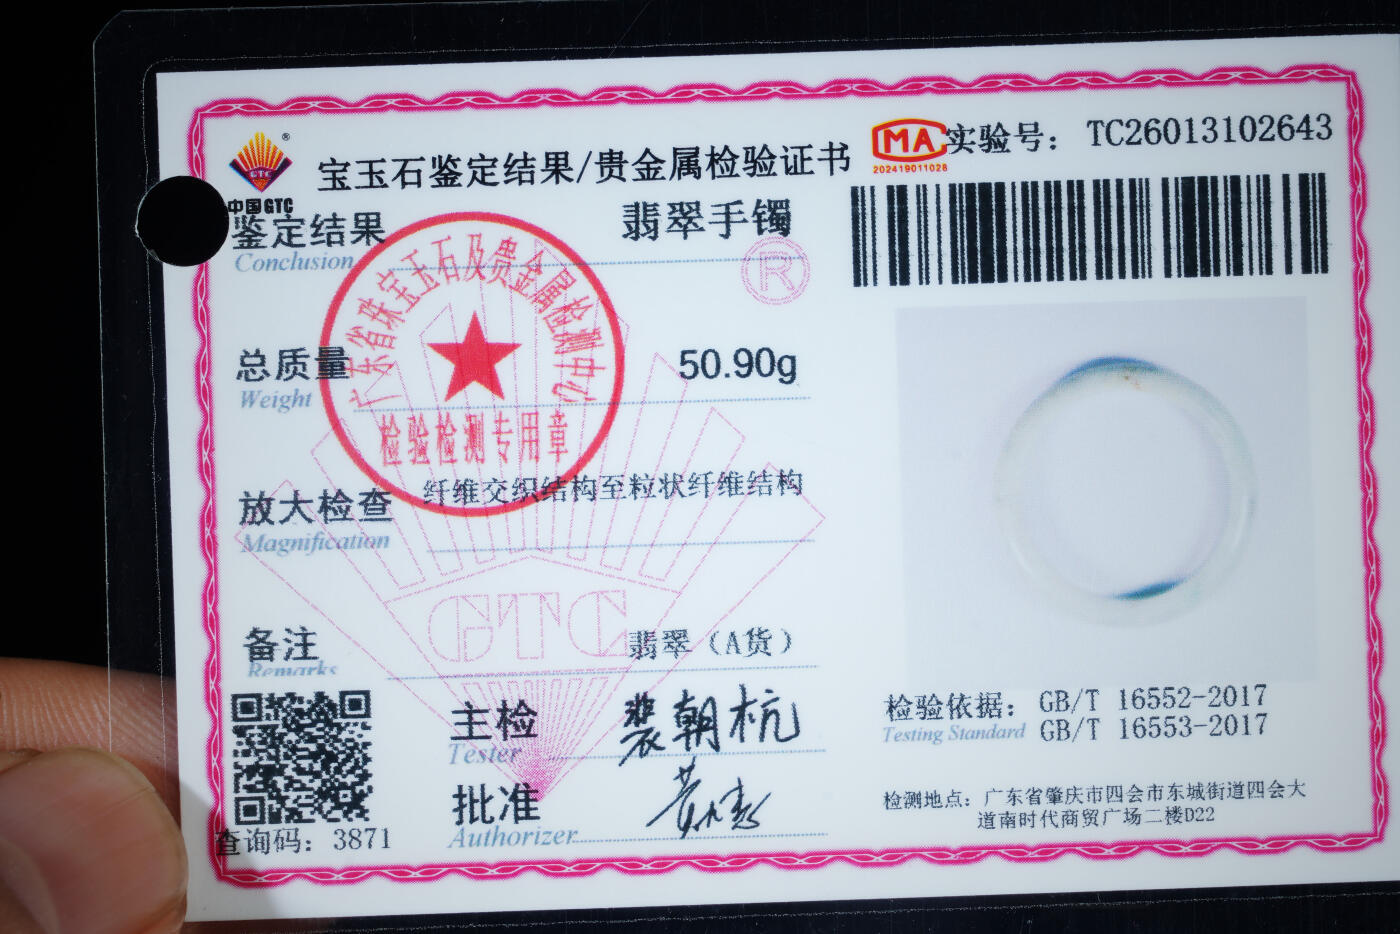 宝玉石鉴定结果/贵金属检验证书
MA
202419011028
实验号： TC26013102643
GTC
®
中国GTC
鉴定结果 翡翠手镯
Conclusion
®
广东省珠宝玉石及贵金属检测中心
检验检测专用章
总质量 50.90g
Weight
放大检查 纤维交织结构至粒状纤维结构
Magnification
GTC
备注 翡翠（A货）
Remarks
主检 裴朝杭
Tester
批准
Authorizer
查询码： 3871
检验依据： GB/T 16552-2017
Testing Standard GB/T 16553-2017
检测地点： 广东省肇庆市四会市东城街道四会大
道南时代商贸广场二楼D22